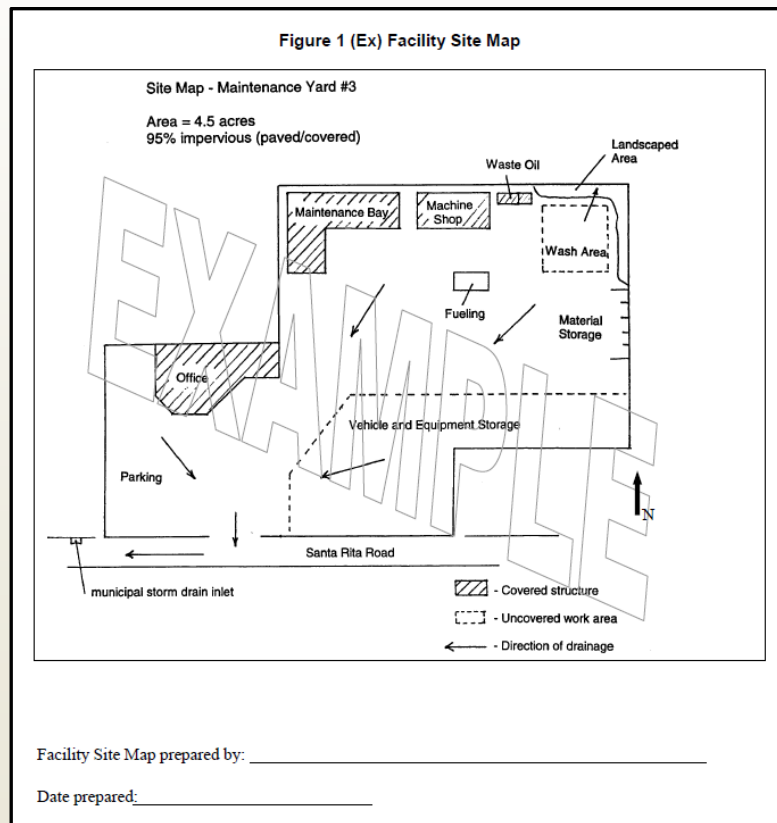 Figure 1 (Ex) Facility Site Map
Site Map - Maintenance Yard #3
Area = 4.5 acres
95% impervious (paved/covered)
Landscaped
Area
Waste Oil
Maintenance Bay
Machine
Shop
Wash Area
Fueling
Material
Storage
Office
Vehicle and Equipment Storage
Parking
N
Santa Rita Road
municipal storm drain inlet
- Covered structure
- Uncovered work area
- Direction of drainage
EXAMPLE
Facility Site Map prepared by:
Date prepared: